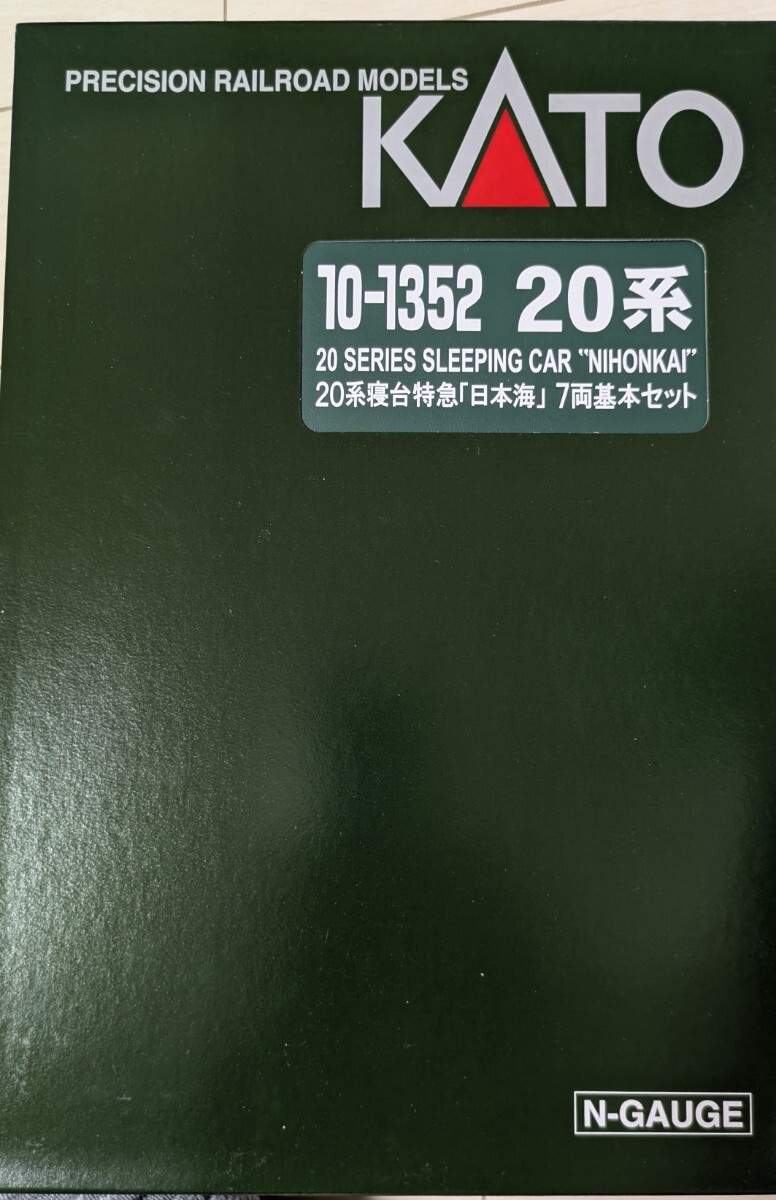 PRECISION RAILROAD MODELS
KATO
10-1352 20系
20 SERIES SLEEPING CAR "NIHONKAI"
20系寝台特急「日本海」7両基本セット
N-GAUGE